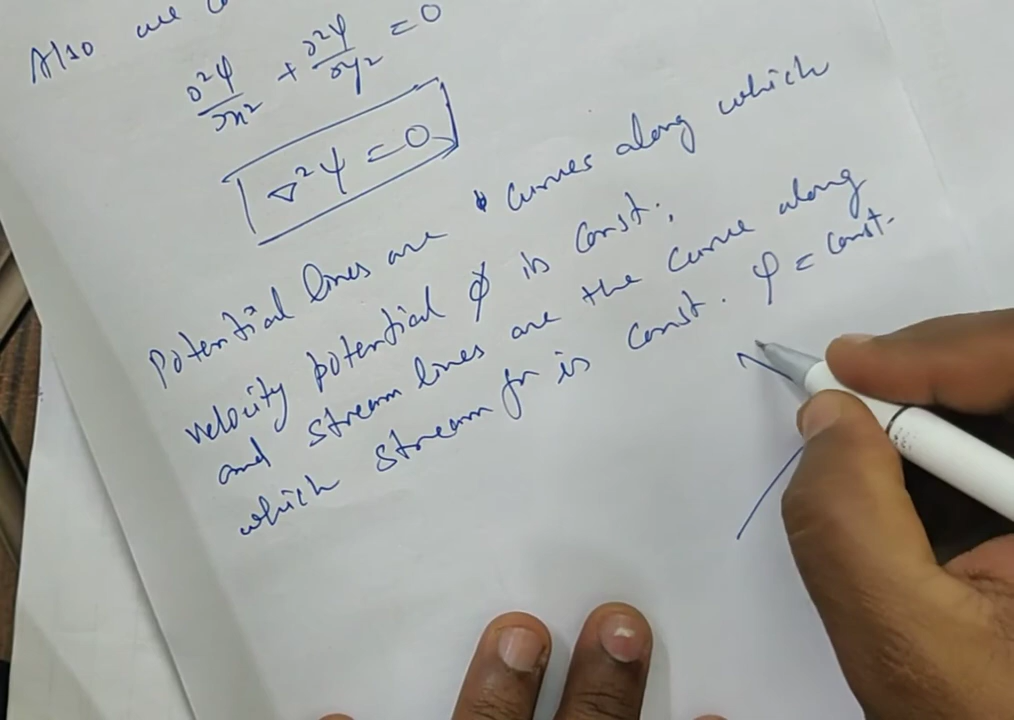 Also are
∂²ψ/∂x² + ∂²ψ/∂y² = 0
∇²ψ = 0
Potential lines are curves along which
velocity potential φ is const.,
and stream lines are the curve along
which stream fn is const. ψ = const.